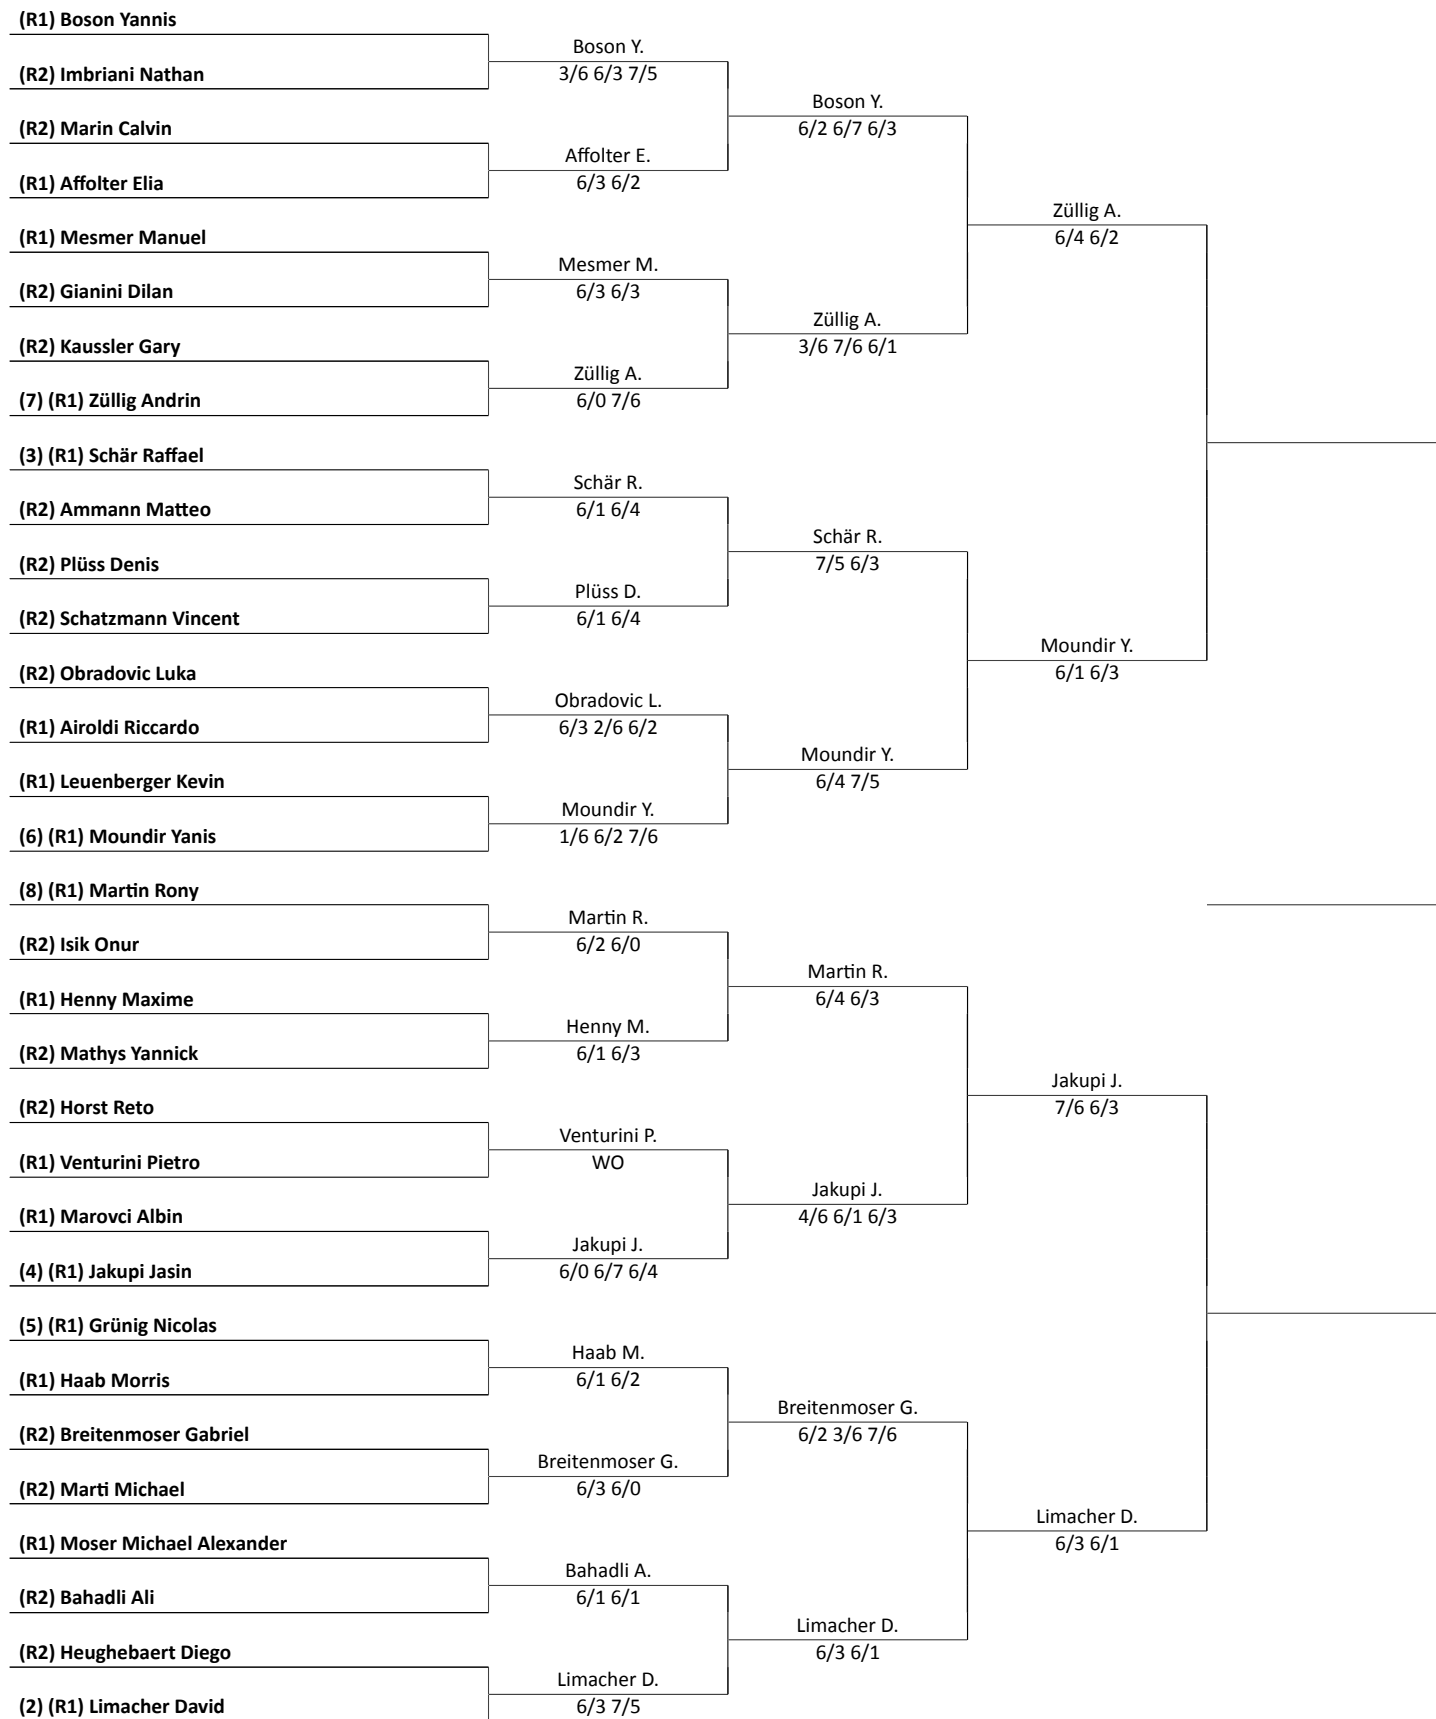 (R1) Boson Yannis
Boson Y.
(R2) Imbriani Nathan
3/6 6/3 7/5
Boson Y.
(R2) Marin Calvin
6/2 6/7 6/3
Affolter E.
(R1) Affolter Elia
6/3 6/2
Züllig A.
(R1) Mesmer Manuel
6/4 6/2
Mesmer M.
(R2) Gianini Dilan
6/3 6/3
Züllig A.
(R2) Kaussler Gary
3/6 7/6 6/1
Züllig A.
(7) (R1) Züllig Andrin
6/0 7/6
(3) (R1) Schär Raffael
Schär R.
(R2) Ammann Matteo
6/1 6/4
Schär R.
(R2) Plüss Denis
7/5 6/3
Plüss D.
(R2) Schatzmann Vincent
6/1 6/4
Moundir Y.
(R2) Obradovic Luka
6/1 6/3
Obradovic L.
(R1) Airoldi Riccardo
6/3 2/6 6/2
Moundir Y.
(R1) Leuenberger Kevin
6/4 7/5
Moundir Y.
(6) (R1) Moundir Yanis
1/6 6/2 7/6
(8) (R1) Martin Rony
Martin R.
(R2) Isik Onur
6/2 6/0
Martin R.
(R1) Henny Maxime
6/4 6/3
Henny M.
(R2) Mathys Yannick
6/1 6/3
Jakupi J.
(R2) Horst Reto
7/6 6/3
Venturini P.
(R1) Venturini Pietro
WO
Jakupi J.
(R1) Marovci Albin
4/6 6/1 6/3
Jakupi J.
(4) (R1) Jakupi Jasin
6/0 6/7 6/4
(5) (R1) Grünig Nicolas
Haab M.
(R1) Haab Morris
6/1 6/2
Breitenmoser G.
(R2) Breitenmoser Gabriel
6/2 3/6 7/6
Breitenmoser G.
(R2) Marti Michael
6/3 6/0
Limacher D.
(R1) Moser Michael Alexander
6/3 6/1
Bahadli A.
(R2) Bahadli Ali
6/1 6/1
Limacher D.
(R2) Heughebaert Diego
6/3 6/1
Limacher D.
(2) (R1) Limacher David
6/3 7/5